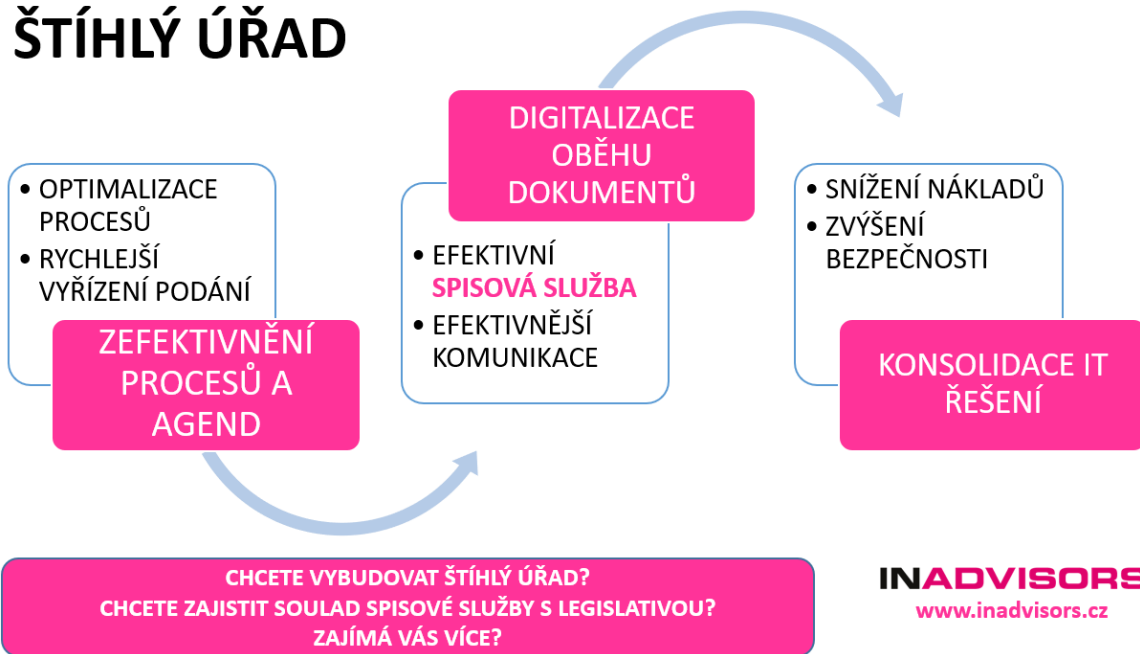 ŠTÍHLÝ ÚŘAD
• OPTIMALIZACE
PROCESŮ
• RYCHLEJŠÍ
VYŘÍZENÍ PODÁNÍ
ZEFEKTIVNĚNÍ
PROCESŮ A
AGEND
DIGITALIZACE
OBĚHU
DOKUMENTŮ
• EFEKTIVNÍ
SPISOVÁ SLUŽBA
• EFEKTIVNĚJŠÍ
KOMUNIKACE
• SNÍŽENÍ NÁKLADŮ
• ZVÝŠENÍ
BEZPEČNOSTI
KONSOLIDACE IT
ŘEŠENÍ
CHCETE VYBUDOVAT ŠTÍHLÝ ÚŘAD?
CHCETE ZAJISTIT SOULAD SPISOVÉ SLUŽBY S LEGISLATIVOU?
ZAJÍMÁ VÁS VÍCE?
INADVISORS
www.inadvisors.cz